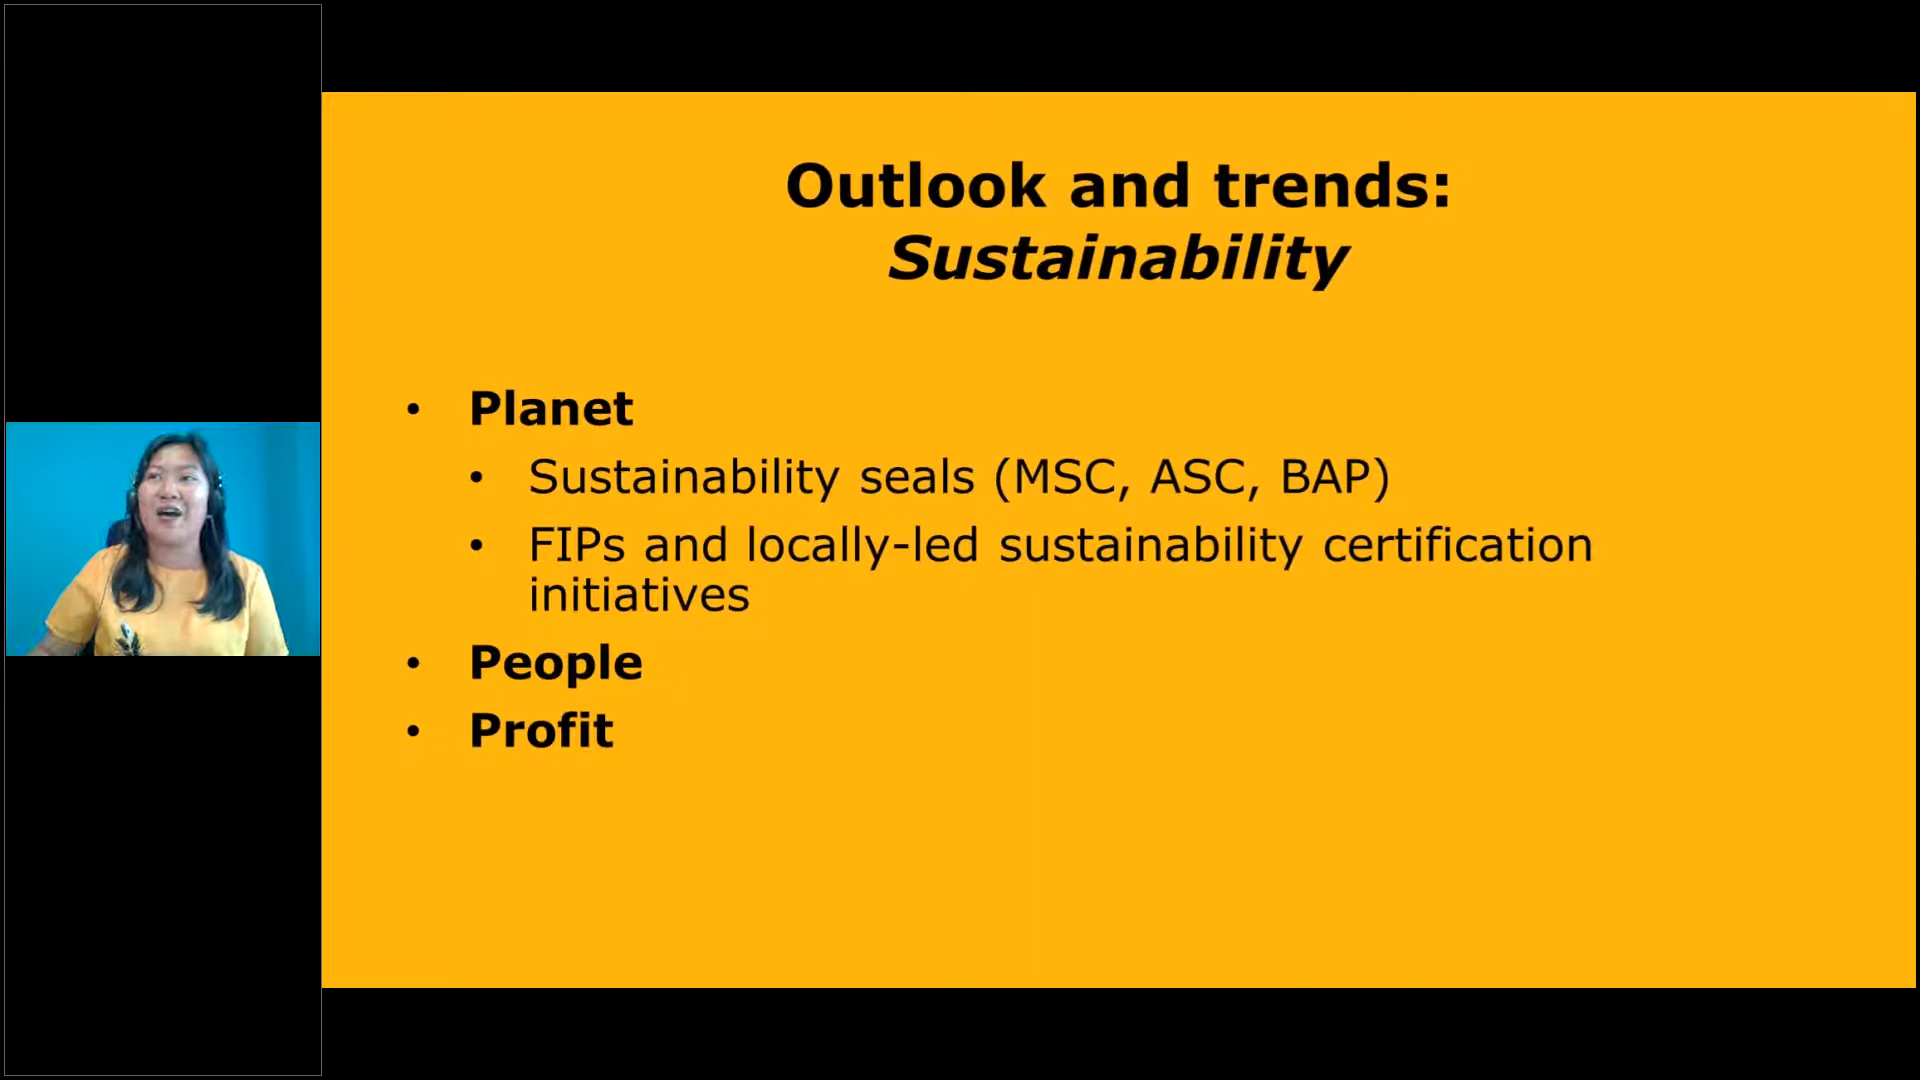 Outlook and trends:
Sustainability
• Planet
• Sustainability seals (MSC, ASC, BAP)
• FIPs and locally-led sustainability certification
initiatives
• People
• Profit